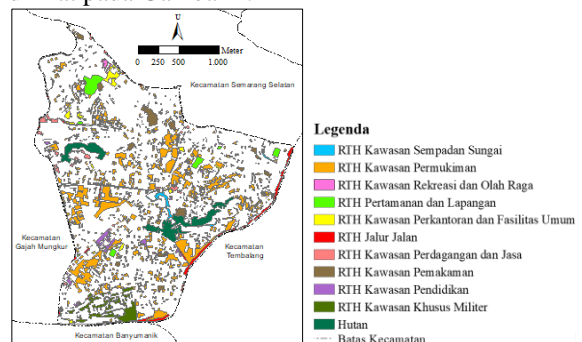 pada
U
Meter
0 250 500 1.000
Kecamatan Semarang Selatan
Kecamatan
Gajah Mungkur
Kecamatan
Tembalang
Kecamatan Banyumanik
Legenda
RTH Kawasan Sempadan Sungai
RTH Kawasan Permukiman
RTH Kawasan Rekreasi dan Olah Raga
RTH Pertamanan dan Lapangan
RTH Kawasan Perkantoran dan Fasilitas Umum
RTH Jalur Jalan
RTH Kawasan Perdagangan dan Jasa
RTH Kawasan Pemakaman
RTH Kawasan Pendidikan
RTH Kawasan Khusus Militer
Hutan
Batas Kecamatan